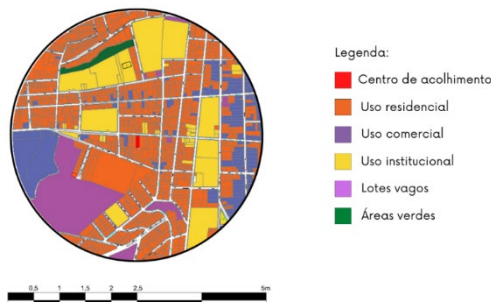 Legenda:
Centro de acolhimento
Uso residencial
Uso comercial
Uso institucional
Lotes vagos
Áreas verdes
0,5 1 1,5 2 2,5 5m